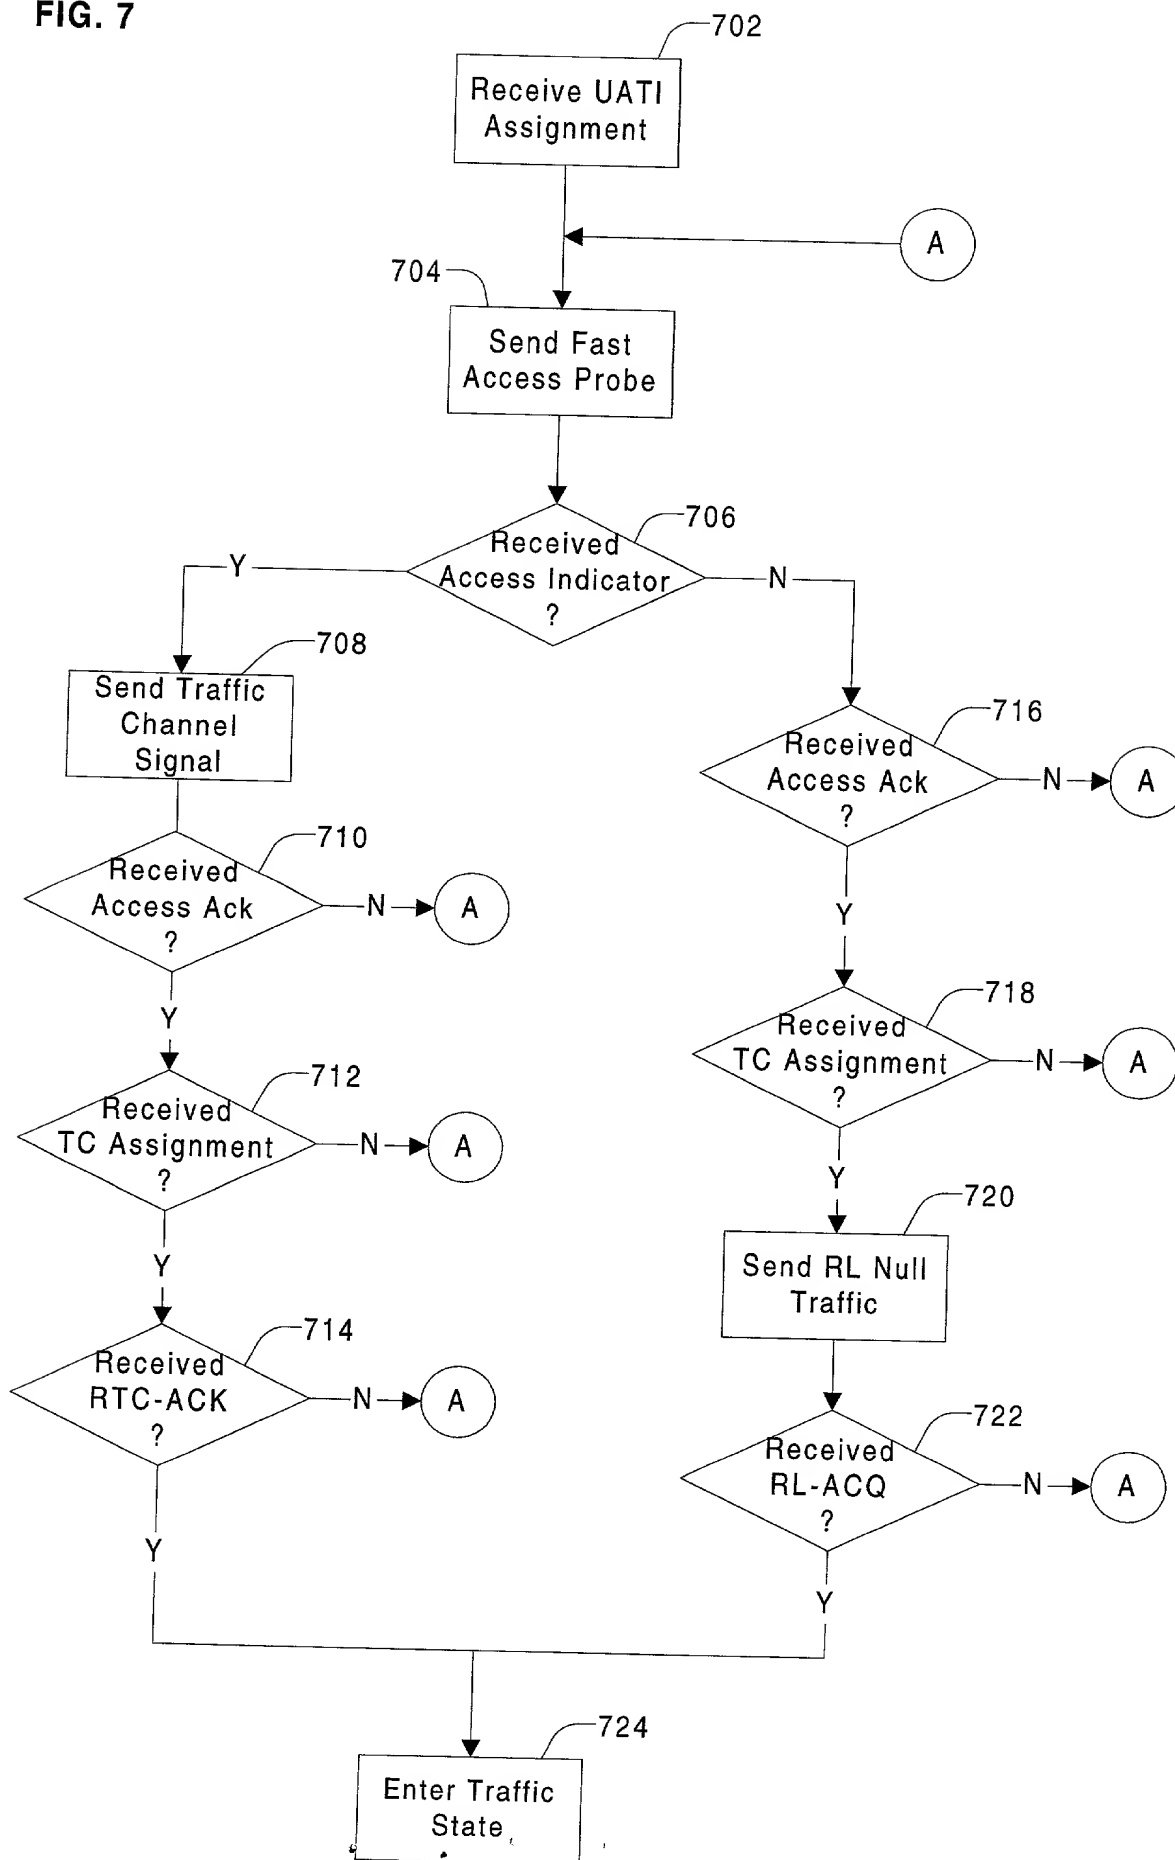 FIG. 7
702
Receive UATI
Assignment
A
704
Send Fast
Access Probe
706
Received
Access Indicator
?
Y
N
708
Send Traffic
Channel
Signal
716
Received
Access Ack
?
N
A
710
Received
Access Ack
?
N
A
Y
Y
718
Received
TC Assignment
?
N
A
712
Received
TC Assignment
?
N
A
Y
720
Send RL Null
Traffic
Y
714
Received
RTC-ACK
?
N
A
722
Received
RL-ACQ
?
N
A
Y
Y
724
Enter Traffic
State